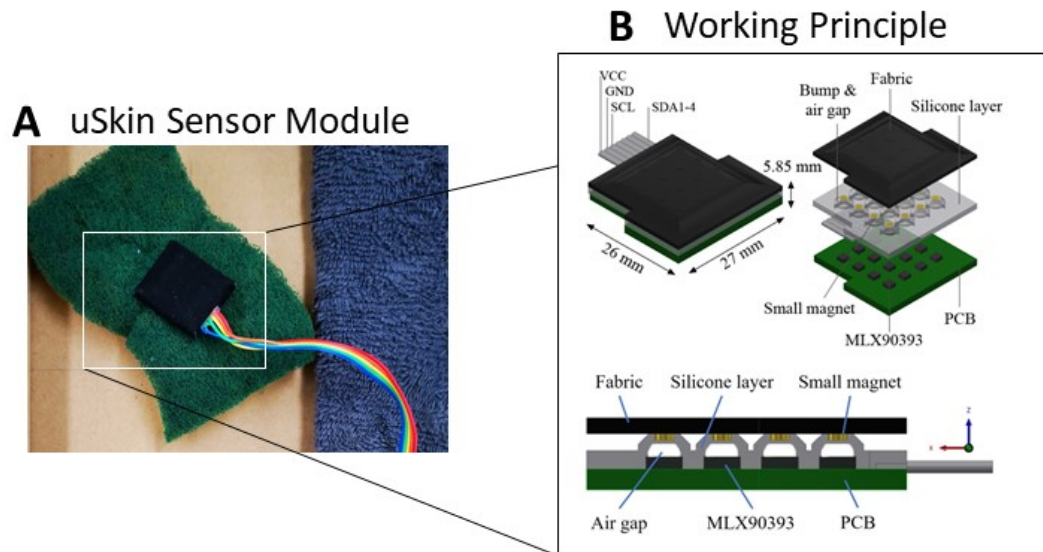 A uSkin Sensor Module
B Working Principle
VCC
GND
SCL
SDA1-4
5.85 mm
26 mm
27 mm
Fabric
Bump &
air gap
Silicone layer
Small magnet
PCB
MLX90393
Fabric
Silicone layer
Small magnet
Z
X
Air gap
MLX90393
PCB